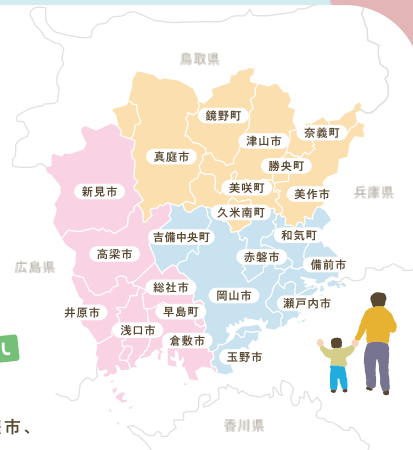 鳥取県
鏡野町
奈義町
津山市
真庭市
勝央町
新見市
美咲町
美作市
兵庫県
久米南町
吉備中央町
和気町
高梁市
赤磐市
備前市
広島県
総社市
岡山市
瀬戸内市
井原市
早島町
浅口市
倉敷市
し
玉野市
市、
香川県